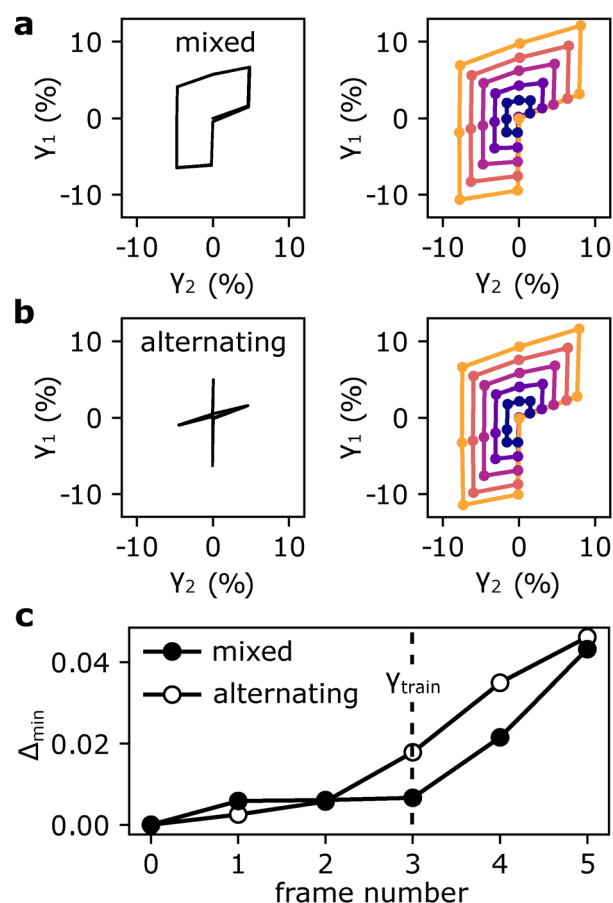 a
mixed
10
0
-10
γ₁ (%)
-10 0 10
γ₂ (%)
10
0
-10
γ₁ (%)
-10 0 10
γ₂ (%)
b
alternating
10
0
-10
γ₁ (%)
-10 0 10
γ₂ (%)
10
0
-10
γ₁ (%)
-10 0 10
γ₂ (%)
c
mixed
alternating
γtrain
0.04
0.02
0.00
Δmin
0 1 2 3 4 5
frame number